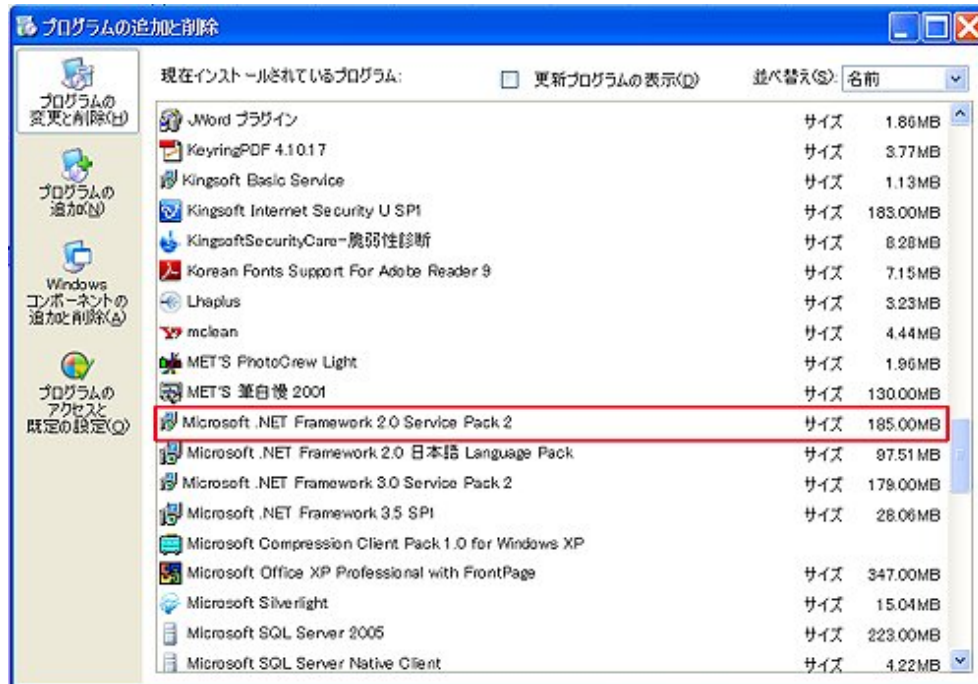 プログラムの追加と削除
プログラムの
変更と削除(H)
プログラムの
追加(N)
Windows
コンポーネントの
追加と削除(A)
プログラムの
アクセスと
既定の設定(O)
現在インストールされているプログラム: 更新プログラムの表示(D) 並べ替え(S): 名前
JWord プラグイン サイズ 1.86MB
KeyringPDF 4.10.17 サイズ 3.77MB
Kingsoft Basic Service サイズ 1.13MB
Kingsoft Internet Security U SP1 サイズ 183.00MB
KingsoftSecurityCare-脆弱性診断 サイズ 8.28MB
Korean Fonts Support For Adobe Reader 9 サイズ 7.15MB
Lhaplus サイズ 3.23MB
mclean サイズ 4.44MB
MET'S PhotoCrew Light サイズ 1.96MB
MET'S 筆自慢 2001 サイズ 130.00MB
Microsoft .NET Framework 2.0 Service Pack 2 サイズ 185.00MB
Microsoft .NET Framework 2.0 日本語 Language Pack サイズ 97.51MB
Microsoft .NET Framework 3.0 Service Pack 2 サイズ 179.00MB
Microsoft .NET Framework 3.5 SP1 サイズ 28.06MB
Microsoft Compression Client Pack 1.0 for Windows XP
Microsoft Office XP Professional with FrontPage サイズ 347.00MB
Microsoft Silverlight サイズ 15.04MB
Microsoft SQL Server 2005 サイズ 223.00MB
Microsoft SQL Server Native Client サイズ 4.22MB